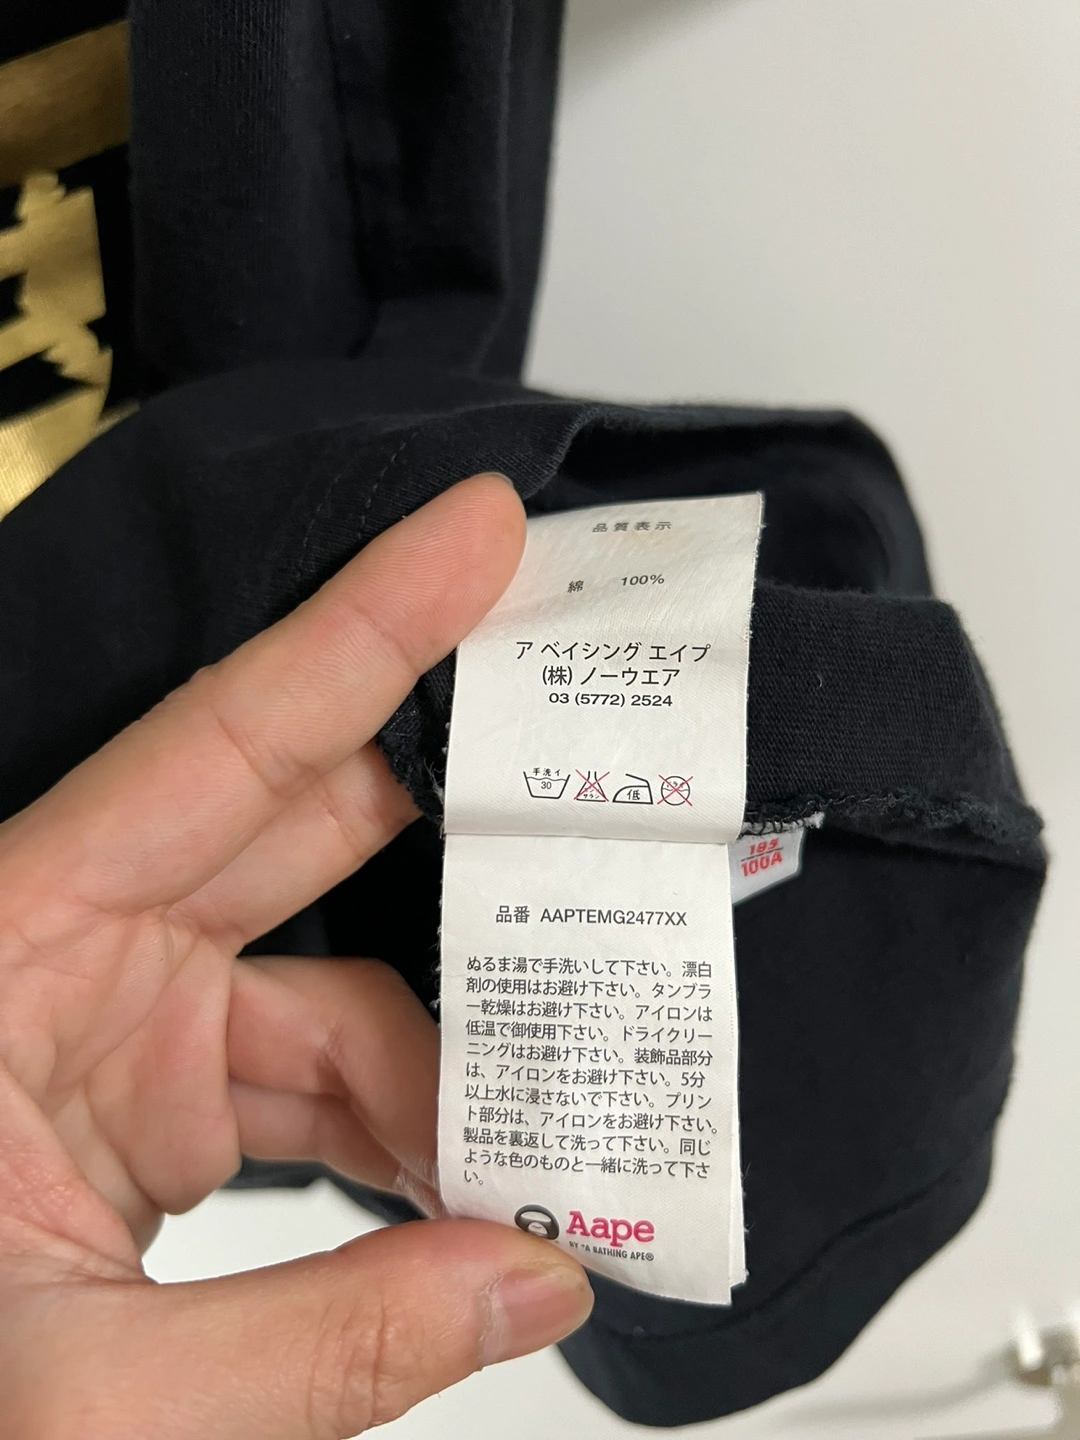 品質表示
綿 100%
ア ベイシング エイプ
(株) ノーウエア
03 (5772) 2524
手洗イ
30
低
100A
品番 AAPTEMG2477XX
ぬるま湯で手洗いして下さい。漂白
剤の使用はお避け下さい。タンブラ
ー乾燥はお避け下さい。アイロンは
低温で御使用下さい。ドライクリー
ニングはお避け下さい。装飾品部分
は、アイロンをお避け下さい。5分
以上水に浸さないで下さい。プリン
ト部分は、アイロンをお避け下さい。
製品を裏返して洗って下さい。同じ
ような色のものと一緒に洗って下さ
い。
Aape
BY *A BATHING APE®